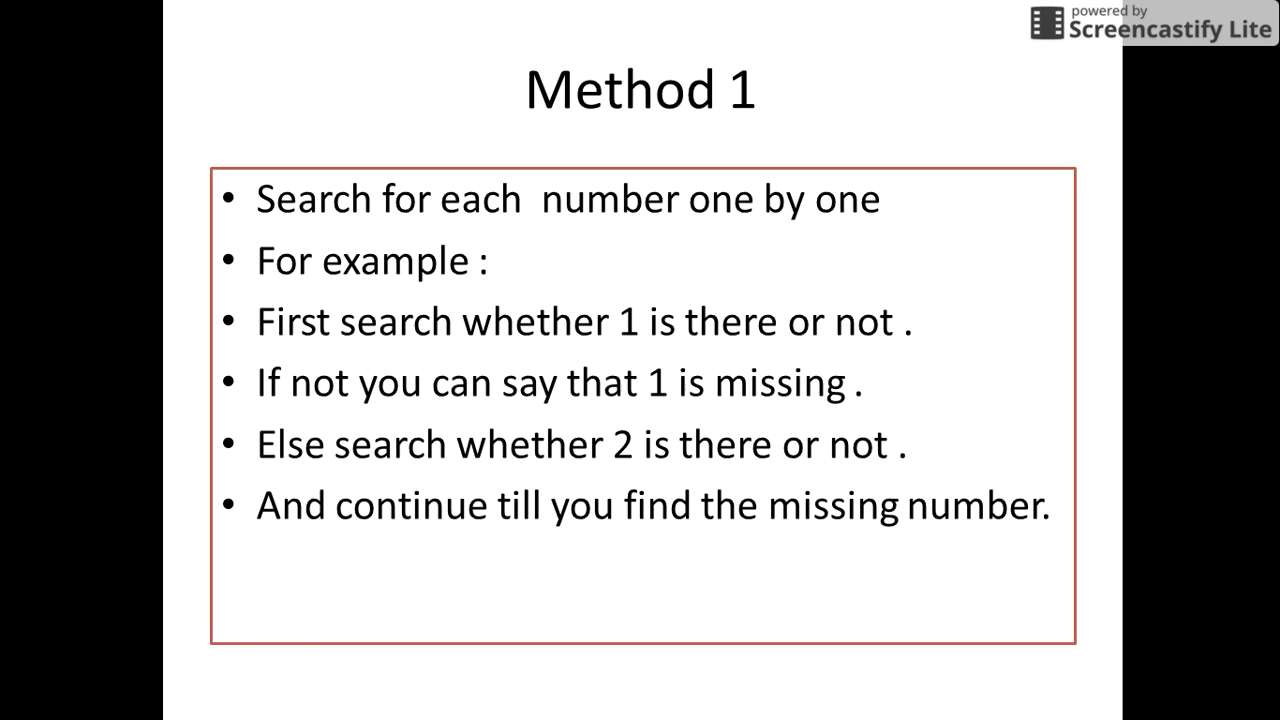 powered by
Screencastify Lite
Method 1
• Search for each  number one by one
• For example :
• First search whether 1 is there or not .
• If not you can say that 1 is missing .
• Else search whether 2 is there or not .
• And continue till you find the missing number.